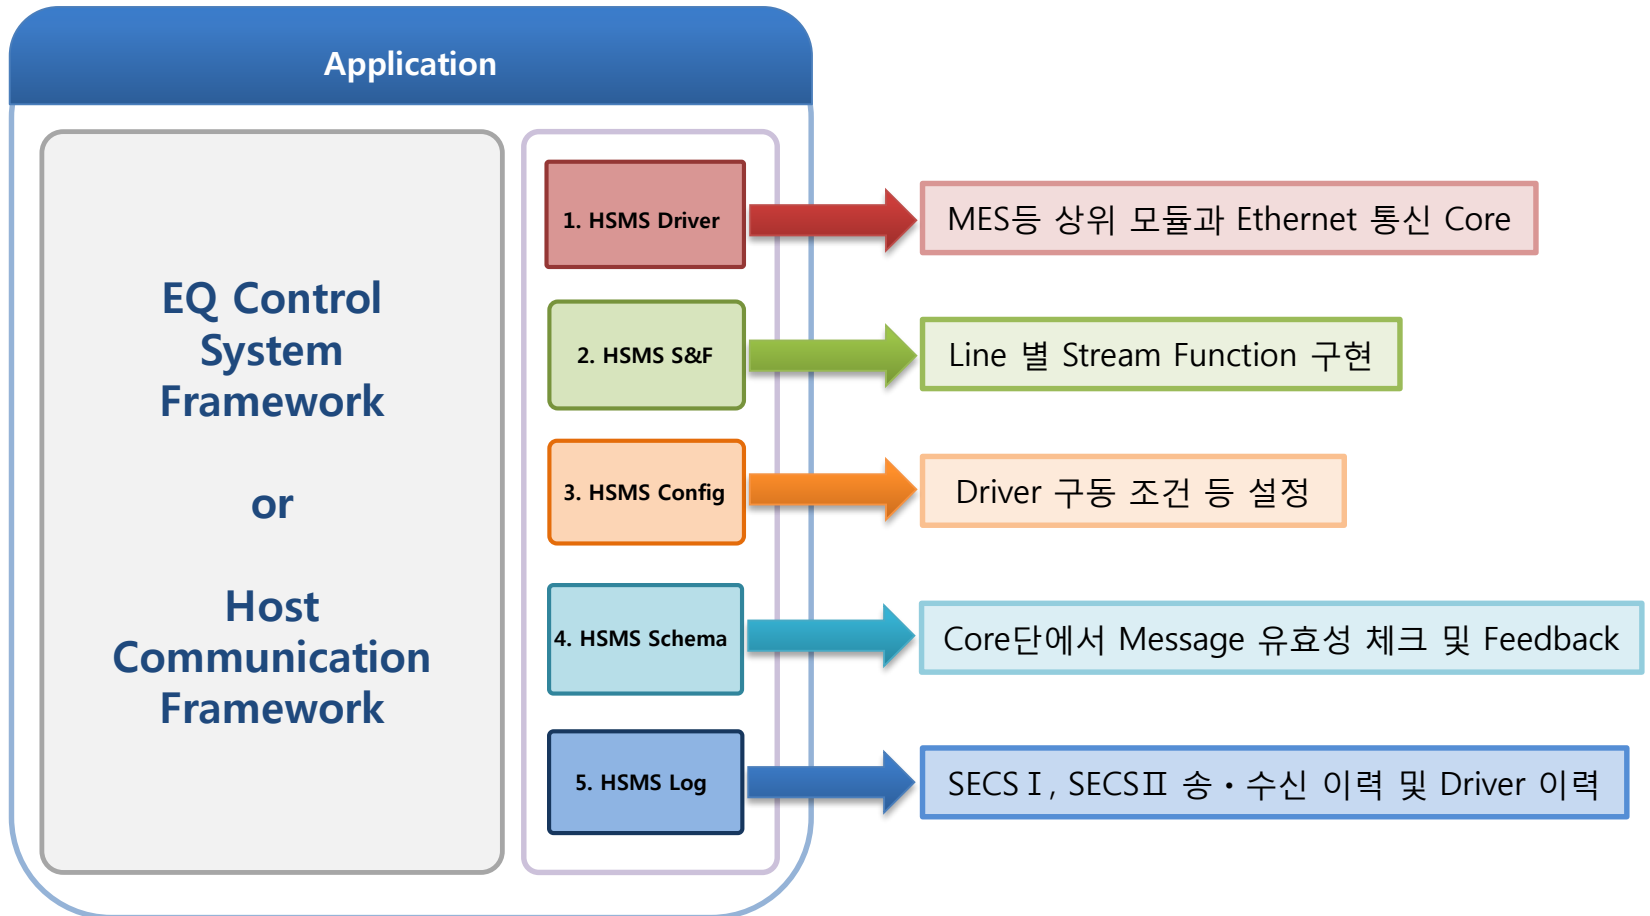 Application
EQ Control
System
Framework
or
Host
Communication
Framework
1. HSMS Driver
MES등 상위 모듈과 Ethernet 통신 Core
2. HSMS S&F
Line 별 Stream Function 구현
3. HSMS Config
Driver 구동 조건 등 설정
4. HSMS Schema
Core단에서 Message 유효성 체크 및 Feedback
5. HSMS Log
SECSⅠ, SECSⅡ 송・수신 이력 및 Driver 이력